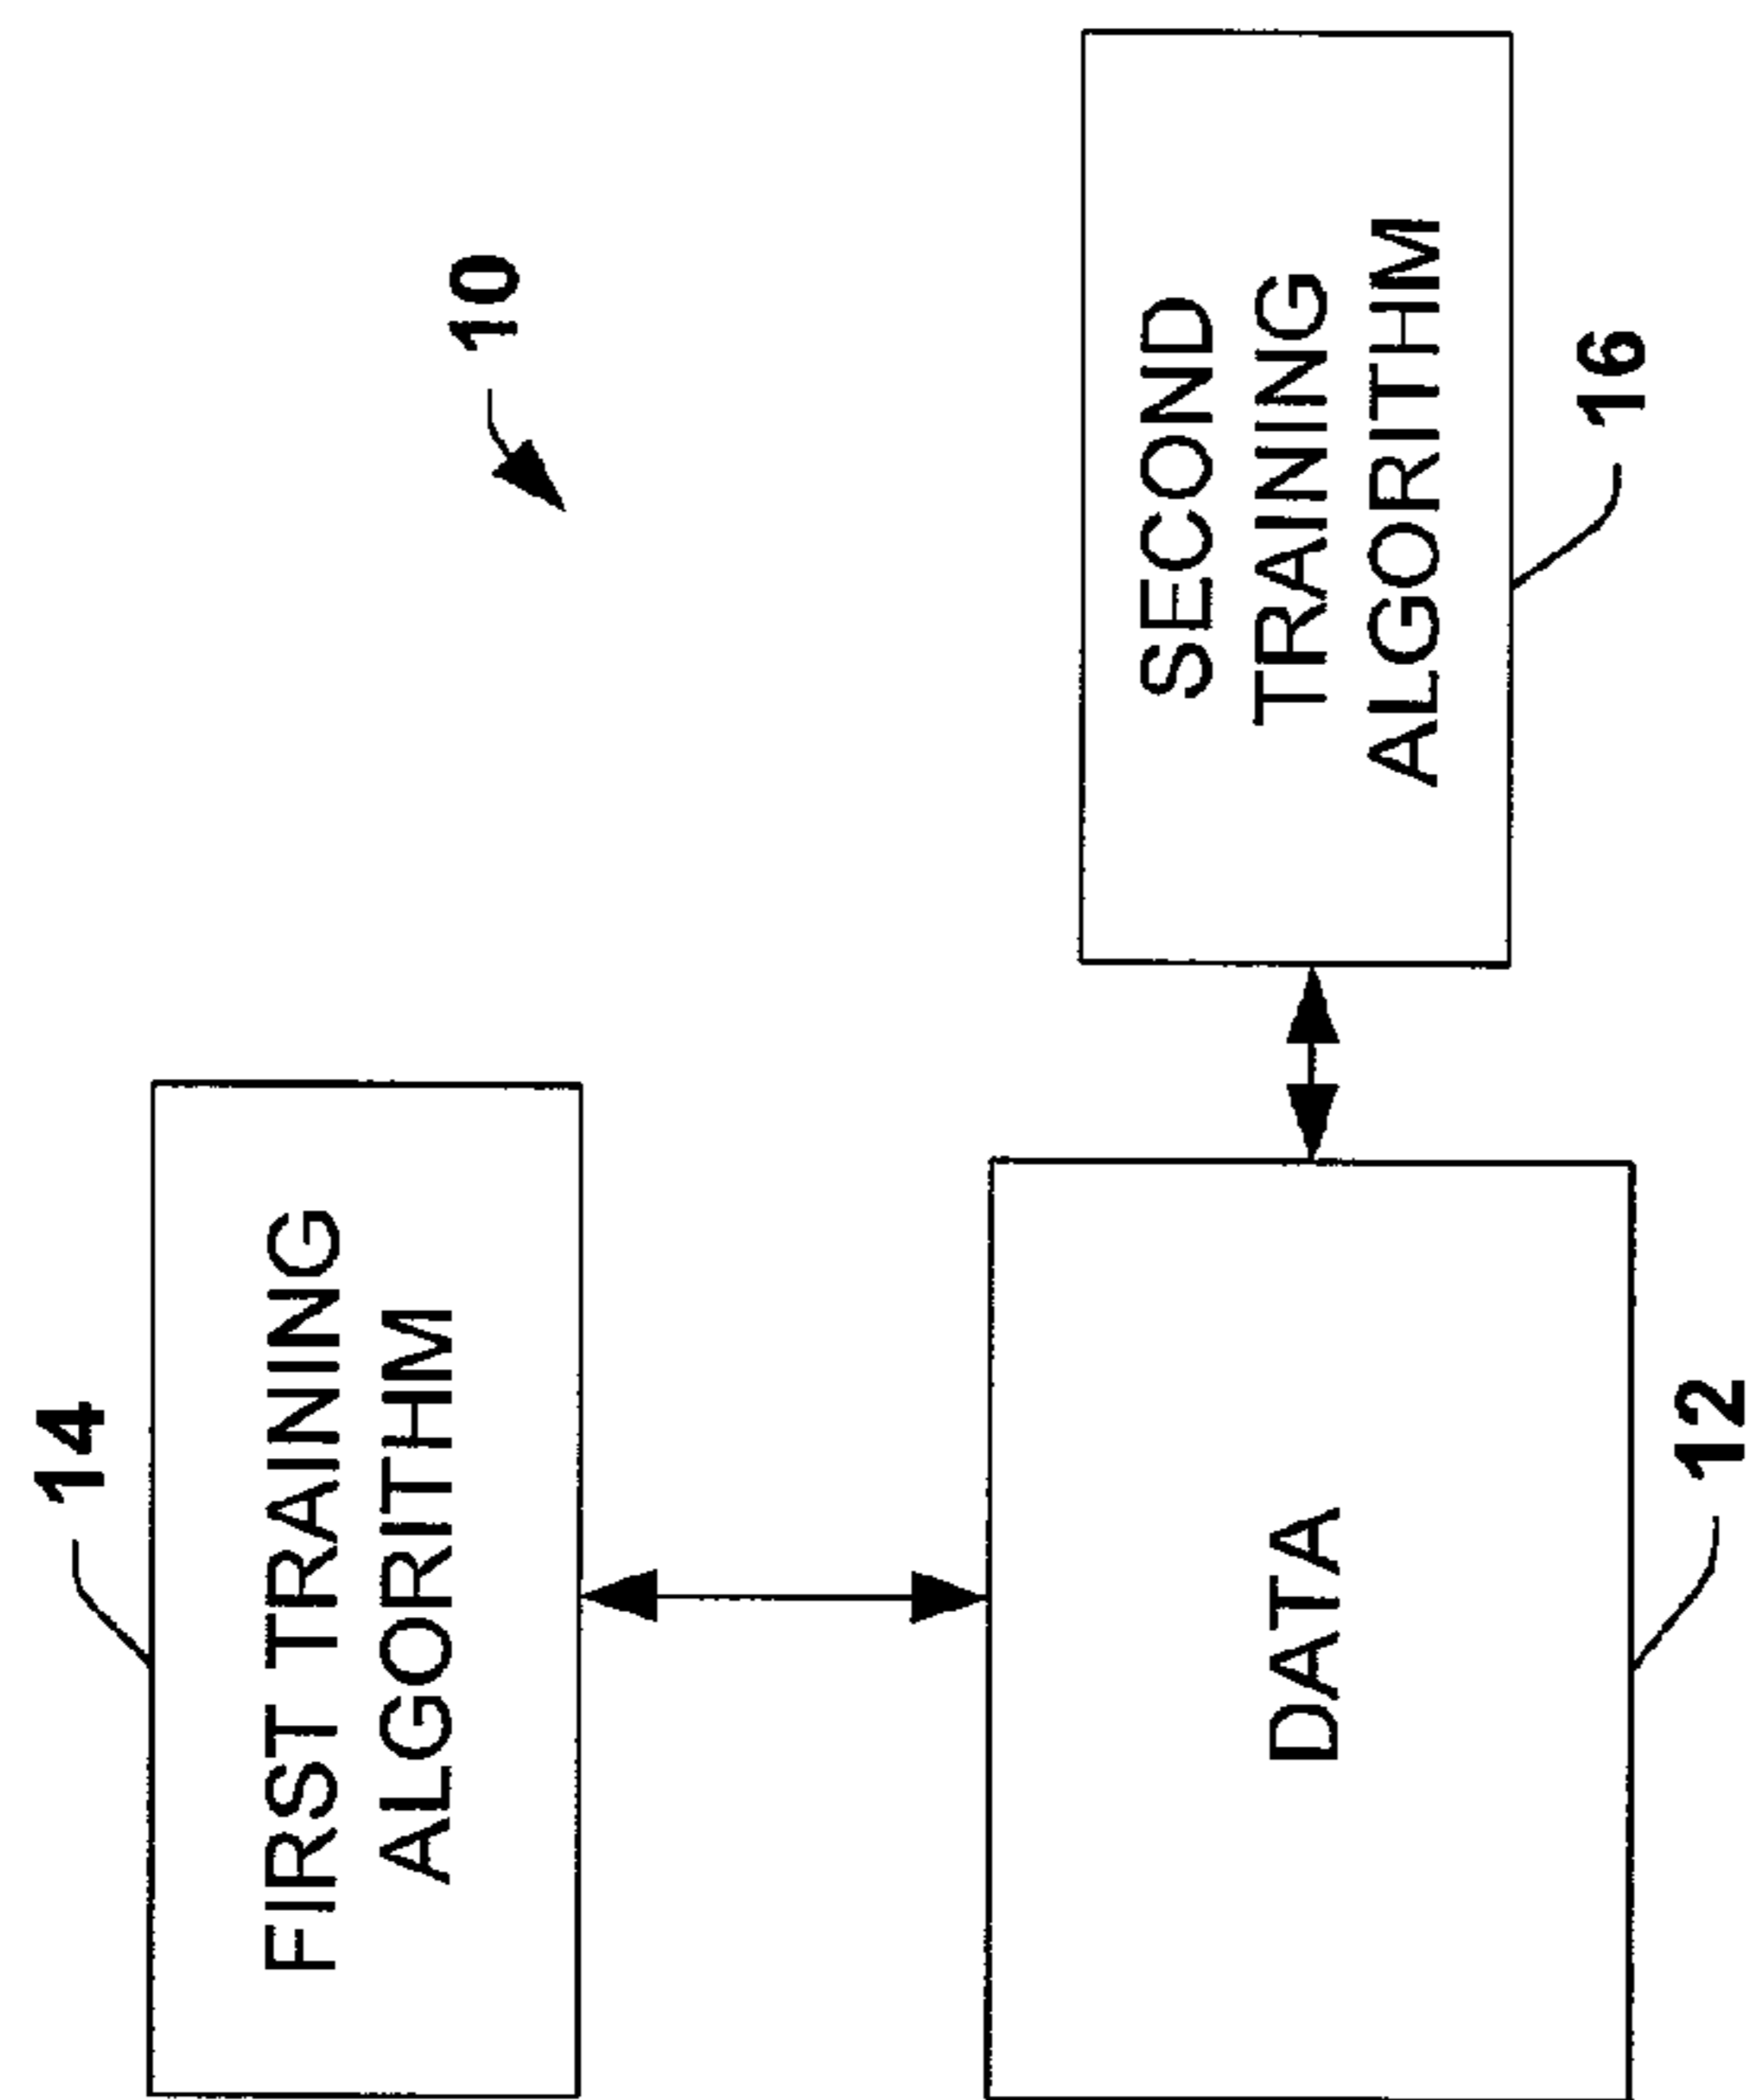 14
FIRST TRAINING
ALGORITHM
10
DATA
12
SECOND
TRAINING
ALGORITHM
16